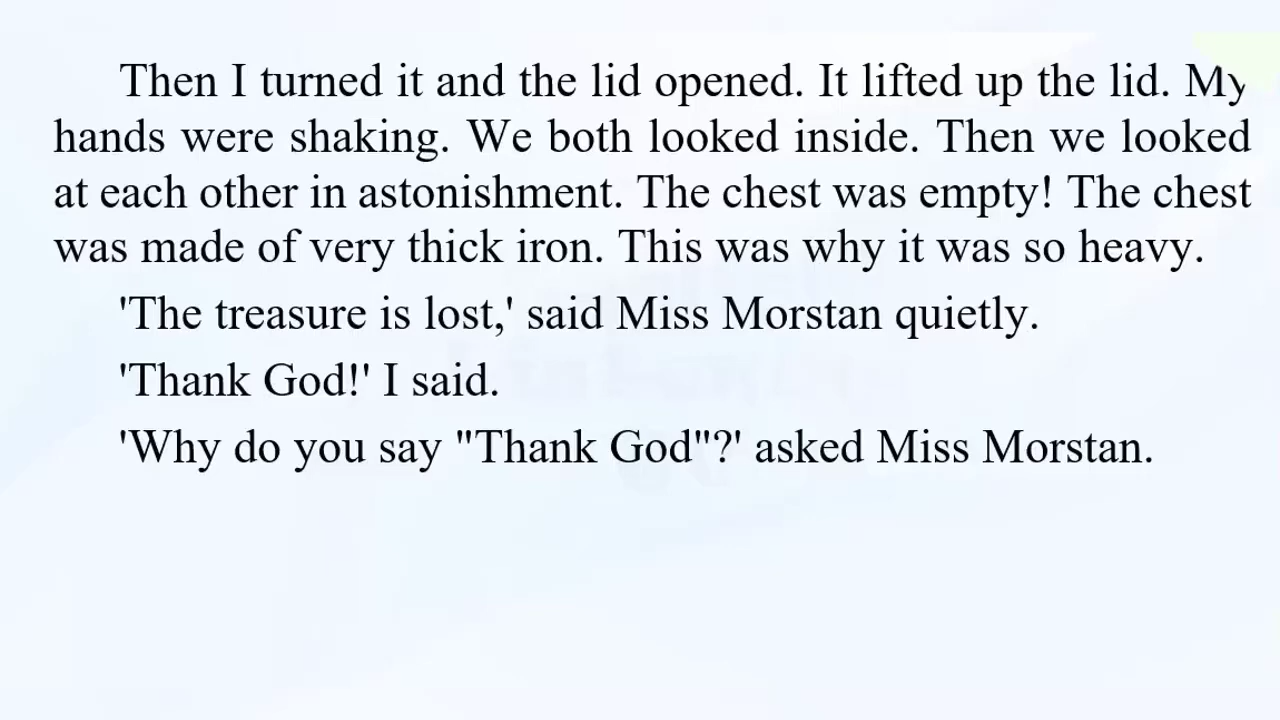 Then I turned it and the lid opened. It lifted up the lid. My
hands were shaking. We both looked inside. Then we looked
at each other in astonishment. The chest was empty! The chest
was made of very thick iron. This was why it was so heavy.
'The treasure is lost,' said Miss Morstan quietly.
'Thank God!' I said.
'Why do you say "Thank God"?' asked Miss Morstan.